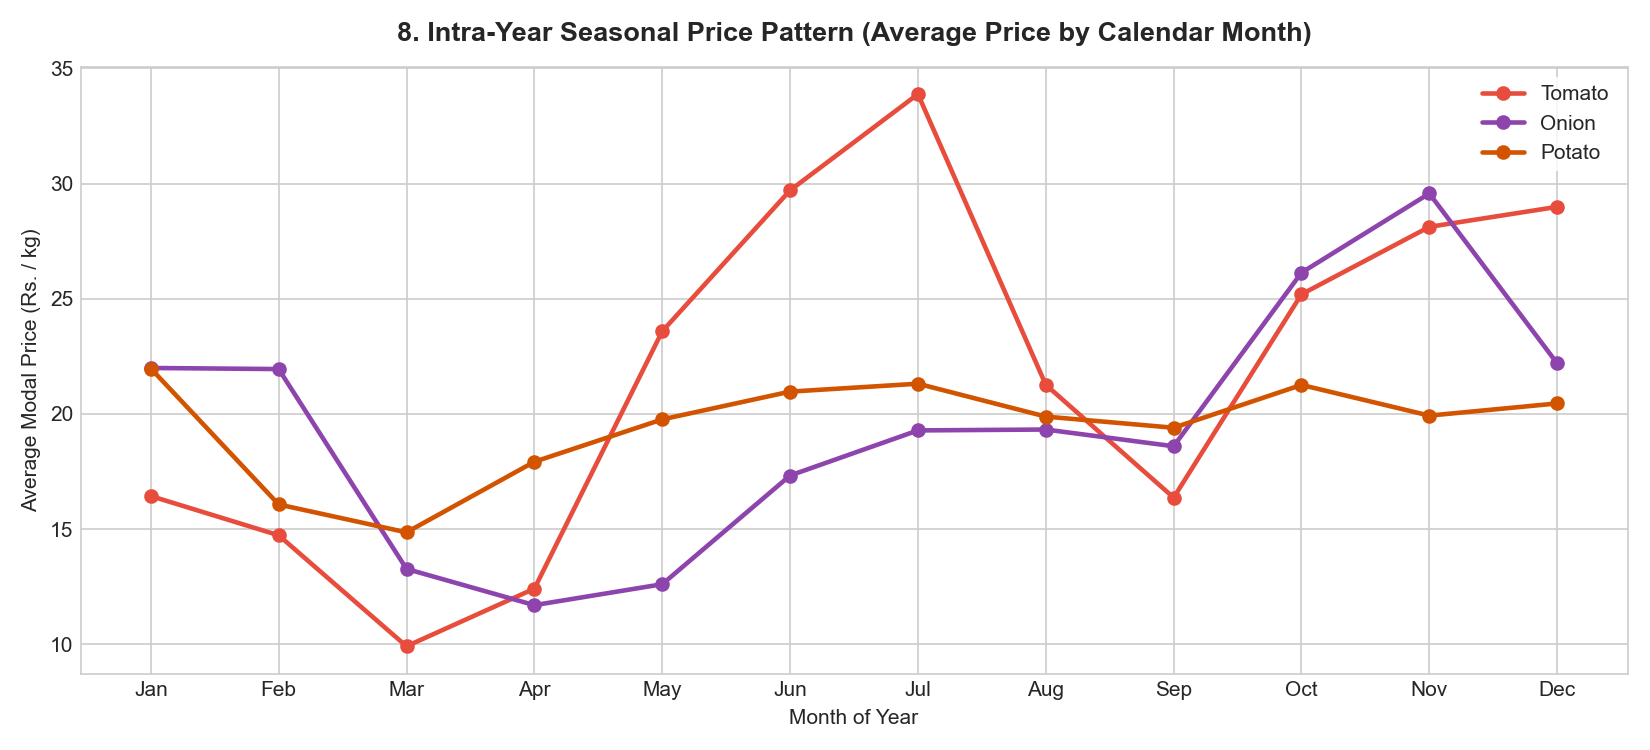 8. Intra-Year Seasonal Price Pattern (Average Price by Calendar Month)
Average Modal Price (Rs. / kg)
35
30
25
20
15
10
Tomato
Onion
Potato
Jan Feb Mar Apr May Jun Jul Aug Sep Oct Nov Dec
Month of Year